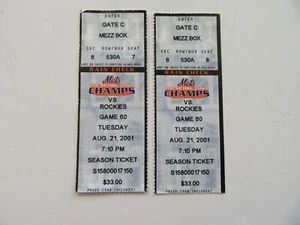 ENTER
GATE C
MEZZ BOX
SEC ROW/BOX SEAT
6 530A 7
RAIN CHECK
Mets
CHAMPS
VS.
ROCKIES
GAME 60
TUESDAY
AUG. 21, 2001
7:10 PM
SEASON TICKET
S15800017150
$33.00
ENTER
GATE C
MEZZ BOX
SEC ROW/BOX SEAT
6 530A 8
RAIN CHECK
Mets
CHAMPS
VS.
ROCKIES
GAME 60
TUESDAY
AUG. 21, 2001
7:10 PM
SEASON TICKET
S15800017150
$33.00